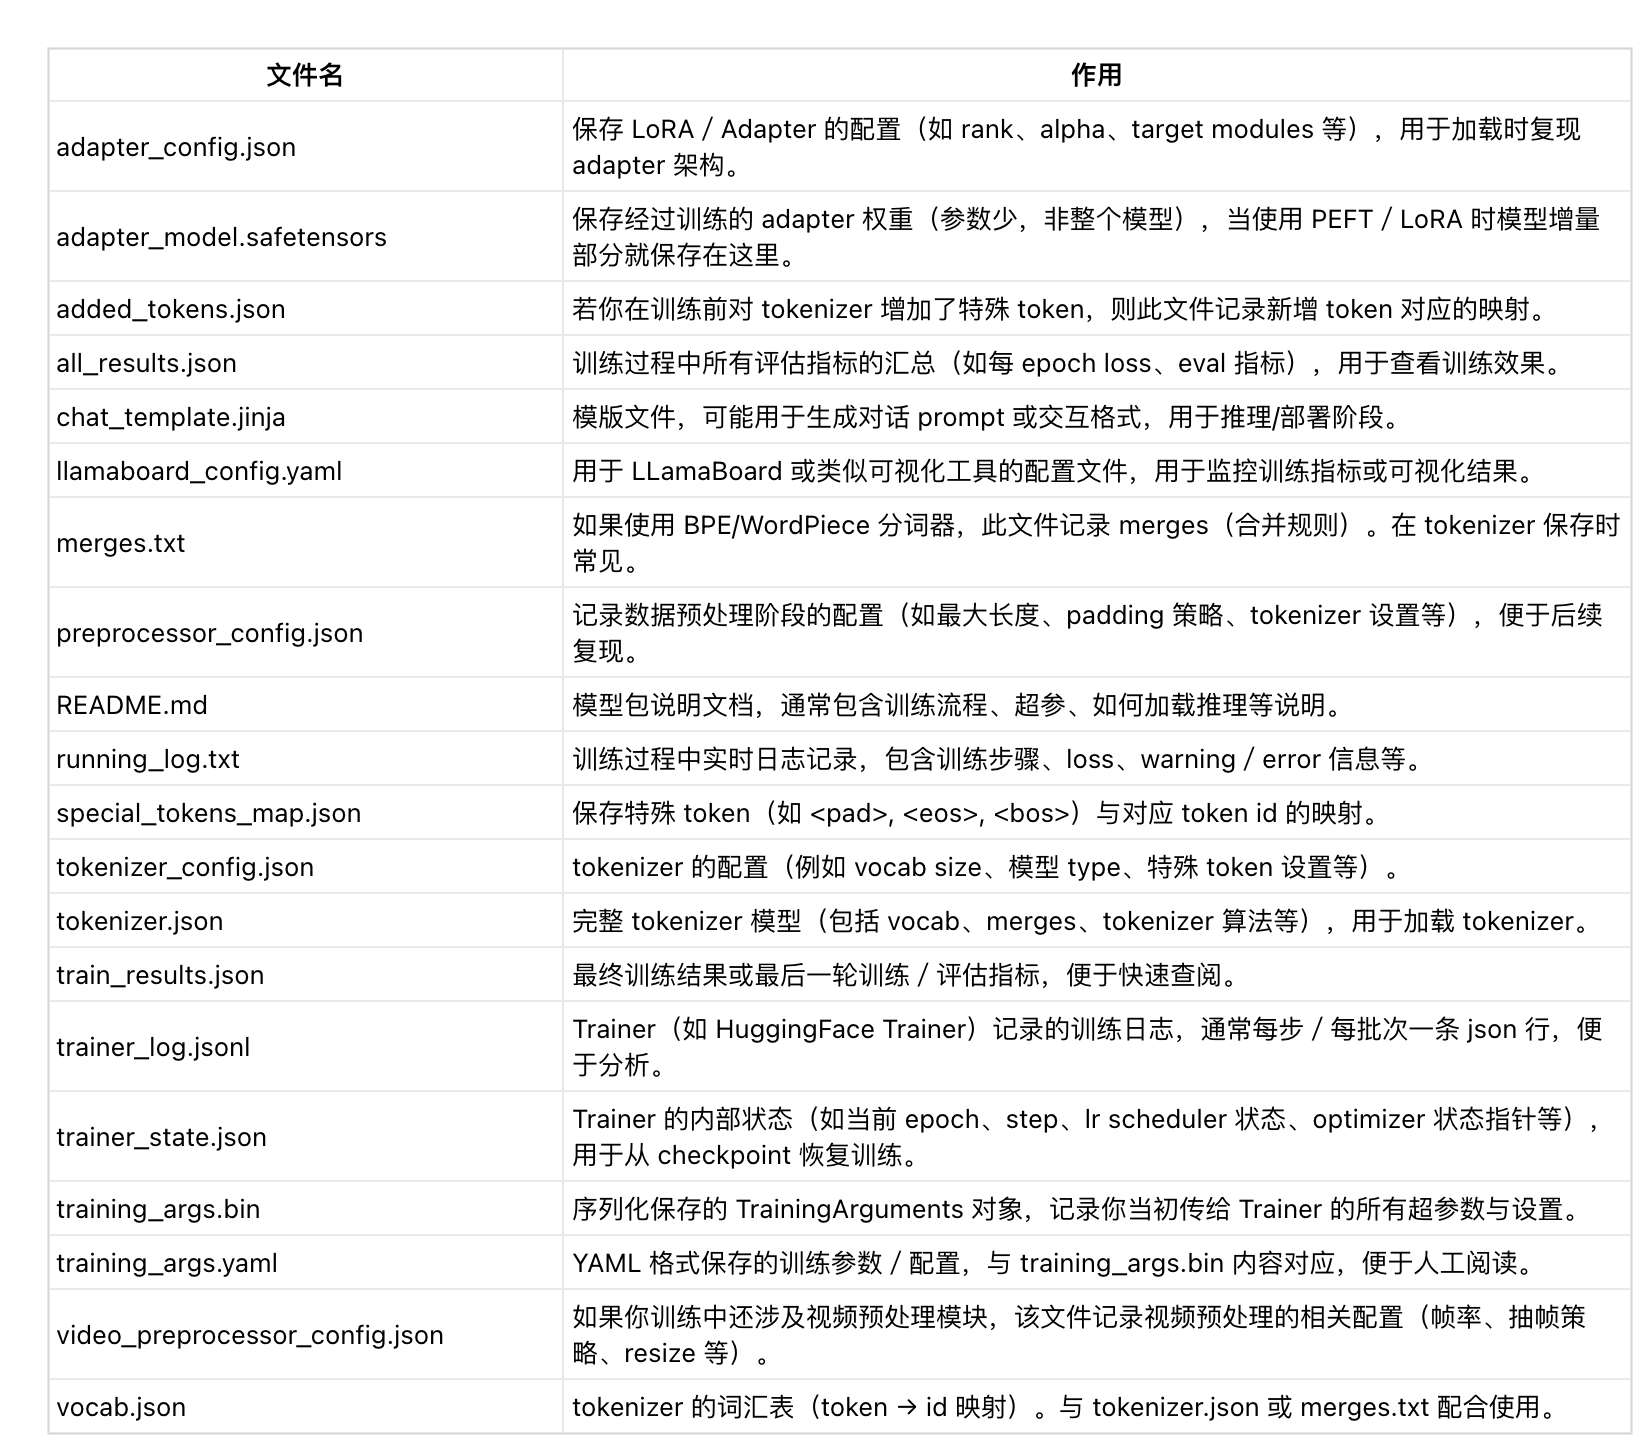 文件名
作用
adapter_config.json
保存 LoRA / Adapter 的配置（如 rank、alpha、target modules 等），用于加载时复现
adapter 架构。
adapter_model.safetensors
保存经过训练的 adapter 权重（参数少，非整个模型），当使用 PEFT / LoRA 时模型增量
部分就保存在这里。
added_tokens.json
若你在训练前对 tokenizer 增加了特殊 token，则此文件记录新增 token 对应的映射。
all_results.json
训练过程中所有评估指标的汇总（如每 epoch loss、eval 指标），用于查看训练效果。
chat_template.jinja
模版文件，可能用于生成对话 prompt 或交互格式，用于推理/部署阶段。
llamaboard_config.yaml
用于 LLamaBoard 或类似可视化工具的配置文件，用于监控训练指标或可视化结果。
merges.txt
如果使用 BPE/WordPiece 分词器，此文件记录 merges（合并规则）。在 tokenizer 保存时
常见。
preprocessor_config.json
记录数据预处理阶段的配置（如最大长度、padding 策略、tokenizer 设置等），便于后续
复现。
README.md
模型包说明文档，通常包含训练流程、超参、如何加载推理等说明。
running_log.txt
训练过程中实时日志记录，包含训练步骤、loss、warning / error 信息等。
special_tokens_map.json
保存特殊 token（如 <pad>, <eos>, <bos>）与对应 token id 的映射。
tokenizer_config.json
tokenizer 的配置（例如 vocab size、模型 type、特殊 token 设置等）。
tokenizer.json
完整 tokenizer 模型（包括 vocab、merges、tokenizer 算法等），用于加载 tokenizer。
train_results.json
最终训练结果或最后一轮训练 / 评估指标，便于快速查阅。
trainer_log.jsonl
Trainer（如 HuggingFace Trainer）记录的训练日志，通常每步 / 每批次一条 json 行，便
于分析。
trainer_state.json
Trainer 的内部状态（如当前 epoch、step、lr scheduler 状态、optimizer 状态指针等），
用于从 checkpoint 恢复训练。
training_args.bin
序列化保存的 TrainingArguments 对象，记录你当初传给 Trainer 的所有超参数与设置。
training_args.yaml
YAML 格式保存的训练参数 / 配置，与 training_args.bin 内容对应，便于人工阅读。
video_preprocessor_config.json
如果你训练中还涉及视频预处理模块，该文件记录视频预处理的相关配置（帧率、抽帧策
略、resize 等）。
vocab.json
tokenizer 的词汇表（token → id 映射）。与 tokenizer.json 或 merges.txt 配合使用。